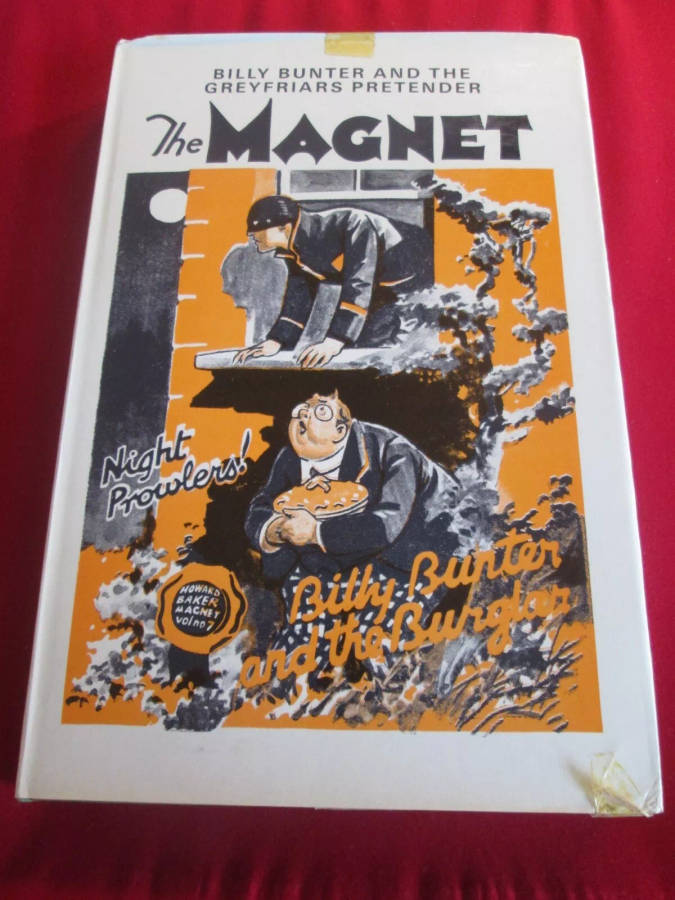 BILLY BUNTER AND THE
GREYFRIARS PRETENDER
The MAGNET
Night
Prowlers!
HOWARD
BAKER
MAGNET
vol no 7
Billy Bunter
and the Burglar